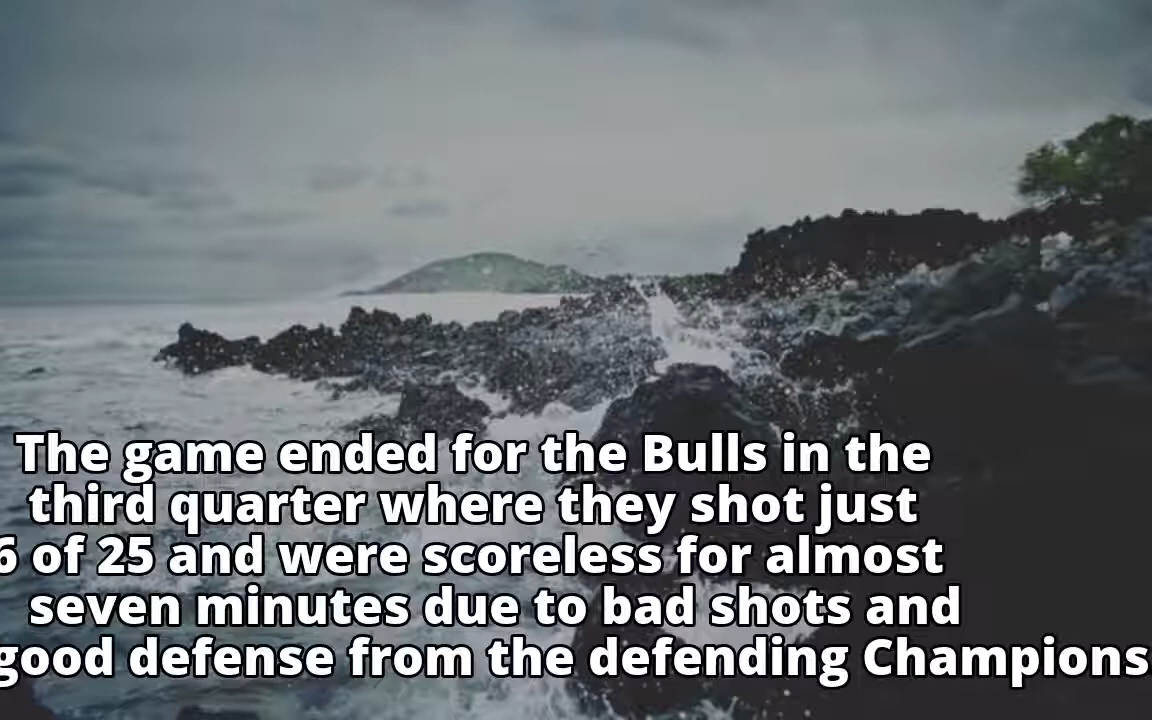 The game ended for the Bulls in the
third quarter where they shot just
6 of 25 and were scoreless for almost
seven minutes due to bad shots and
good defense from the defending Champions.